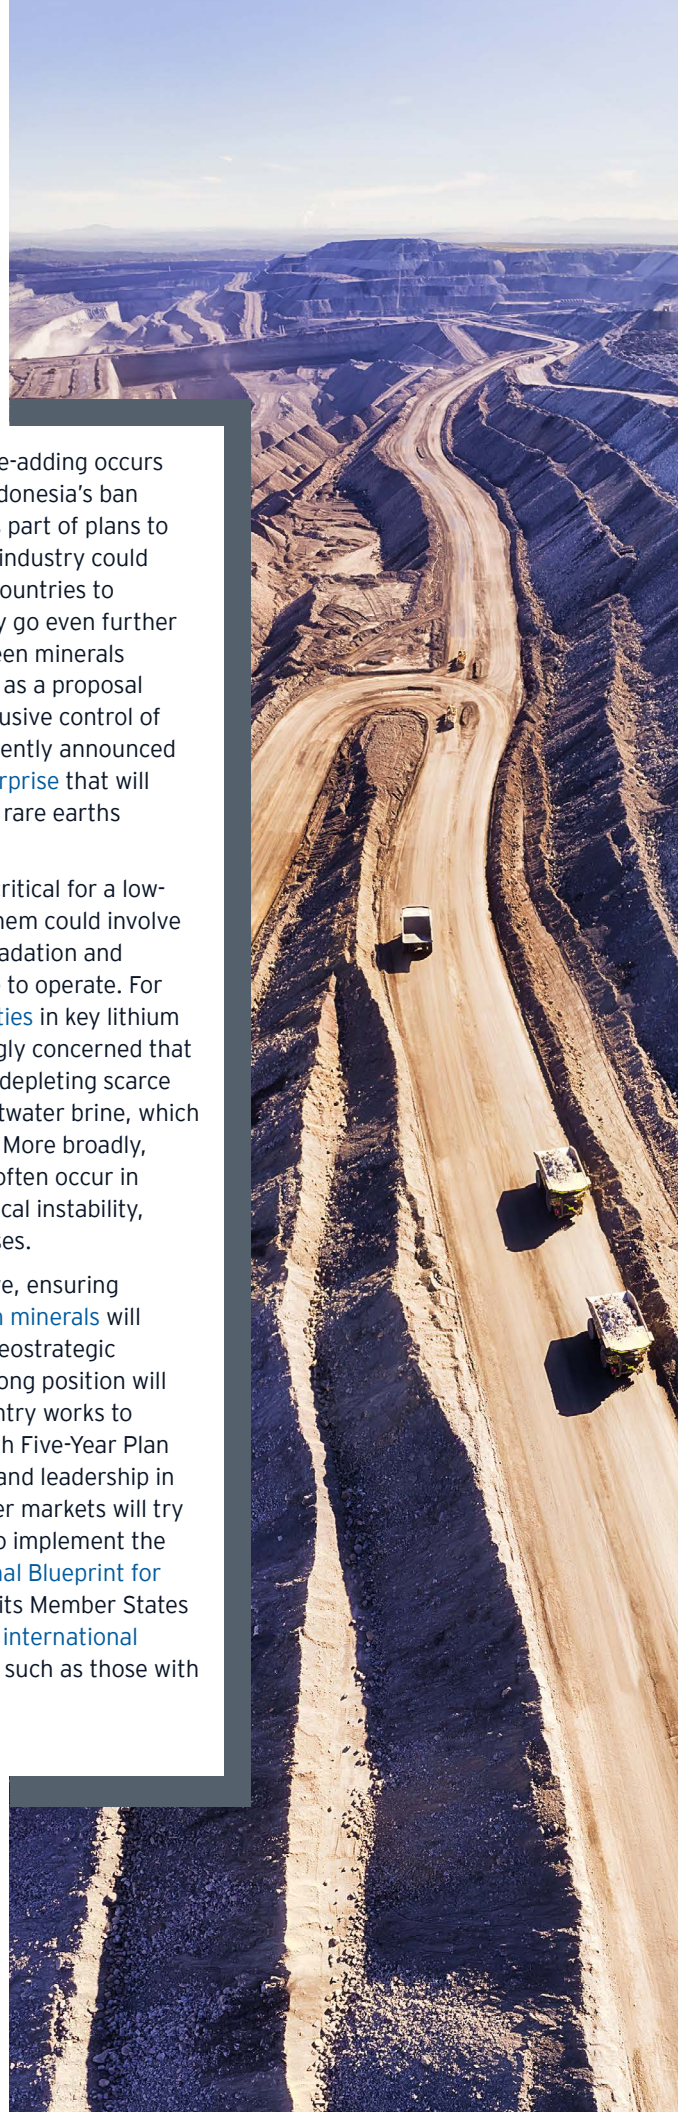 e-adding occurs
donesia's ban
part of plans to
industry could
ountries to
y go even further
een minerals
as a proposal
usive control of
ently announced
rprise that will
rare earths
ritical for a low-
hem could involve
radation and
to operate. For
ties in key lithium
gly concerned that
depleting scarce
twater brine, which
More broadly,
often occur in
cal instability,
ses.
re, ensuring
n minerals will
eostrategic
ong position will
ntry works to
h Five-Year Plan
and leadership in
er markets will try
o implement the
nal Blueprint for
its Member States
international
such as those with